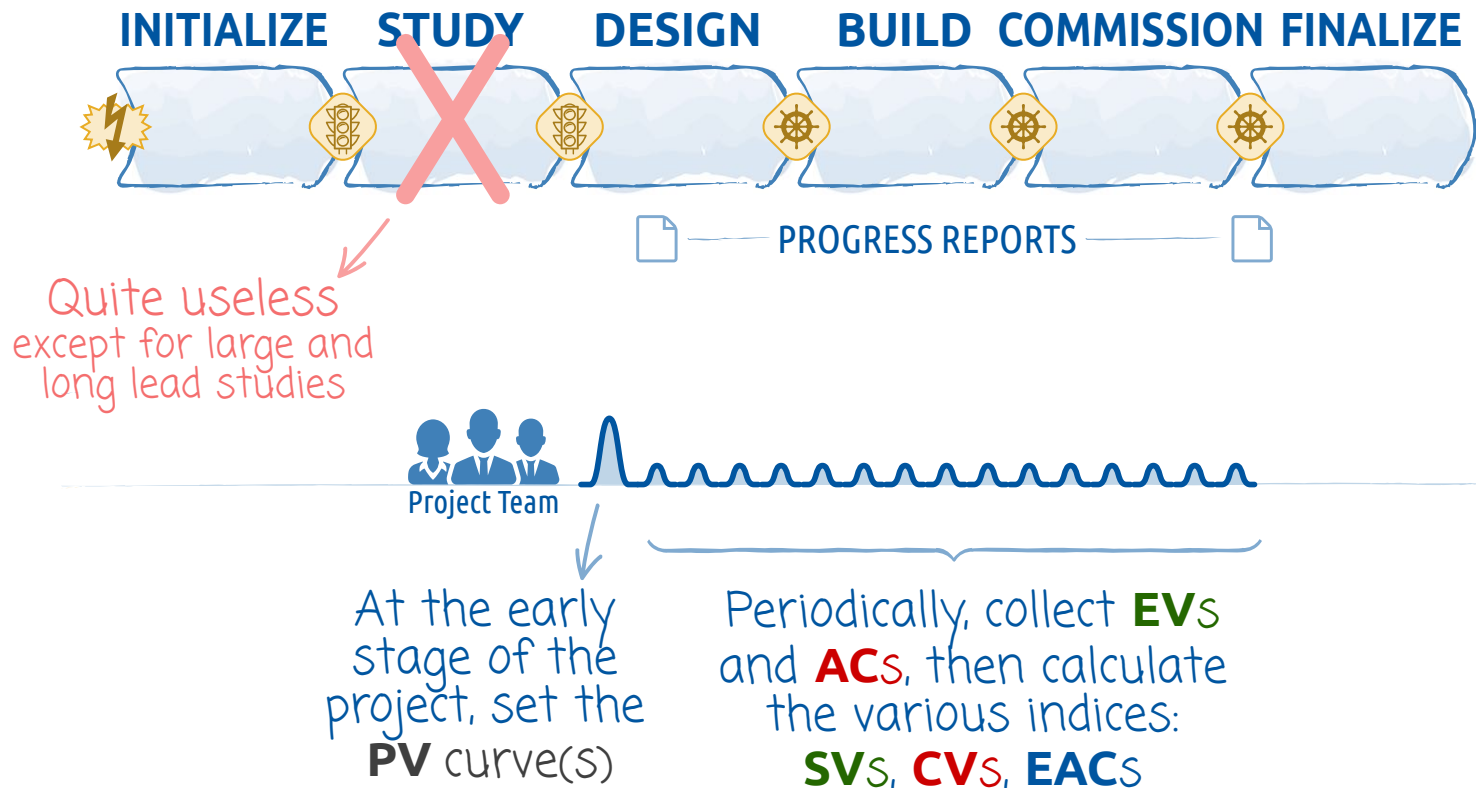 INITIALIZE STUDY DESIGN BUILD COMMISSION FINALIZE
PROGRESS REPORTS
Quite useless
except for large and
long lead studies
Project Team
At the early
stage of the
project, set the
PV curve(s)
Periodically, collect EVs
and ACs, then calculate
the various indices:
SVs, CVs, EACs